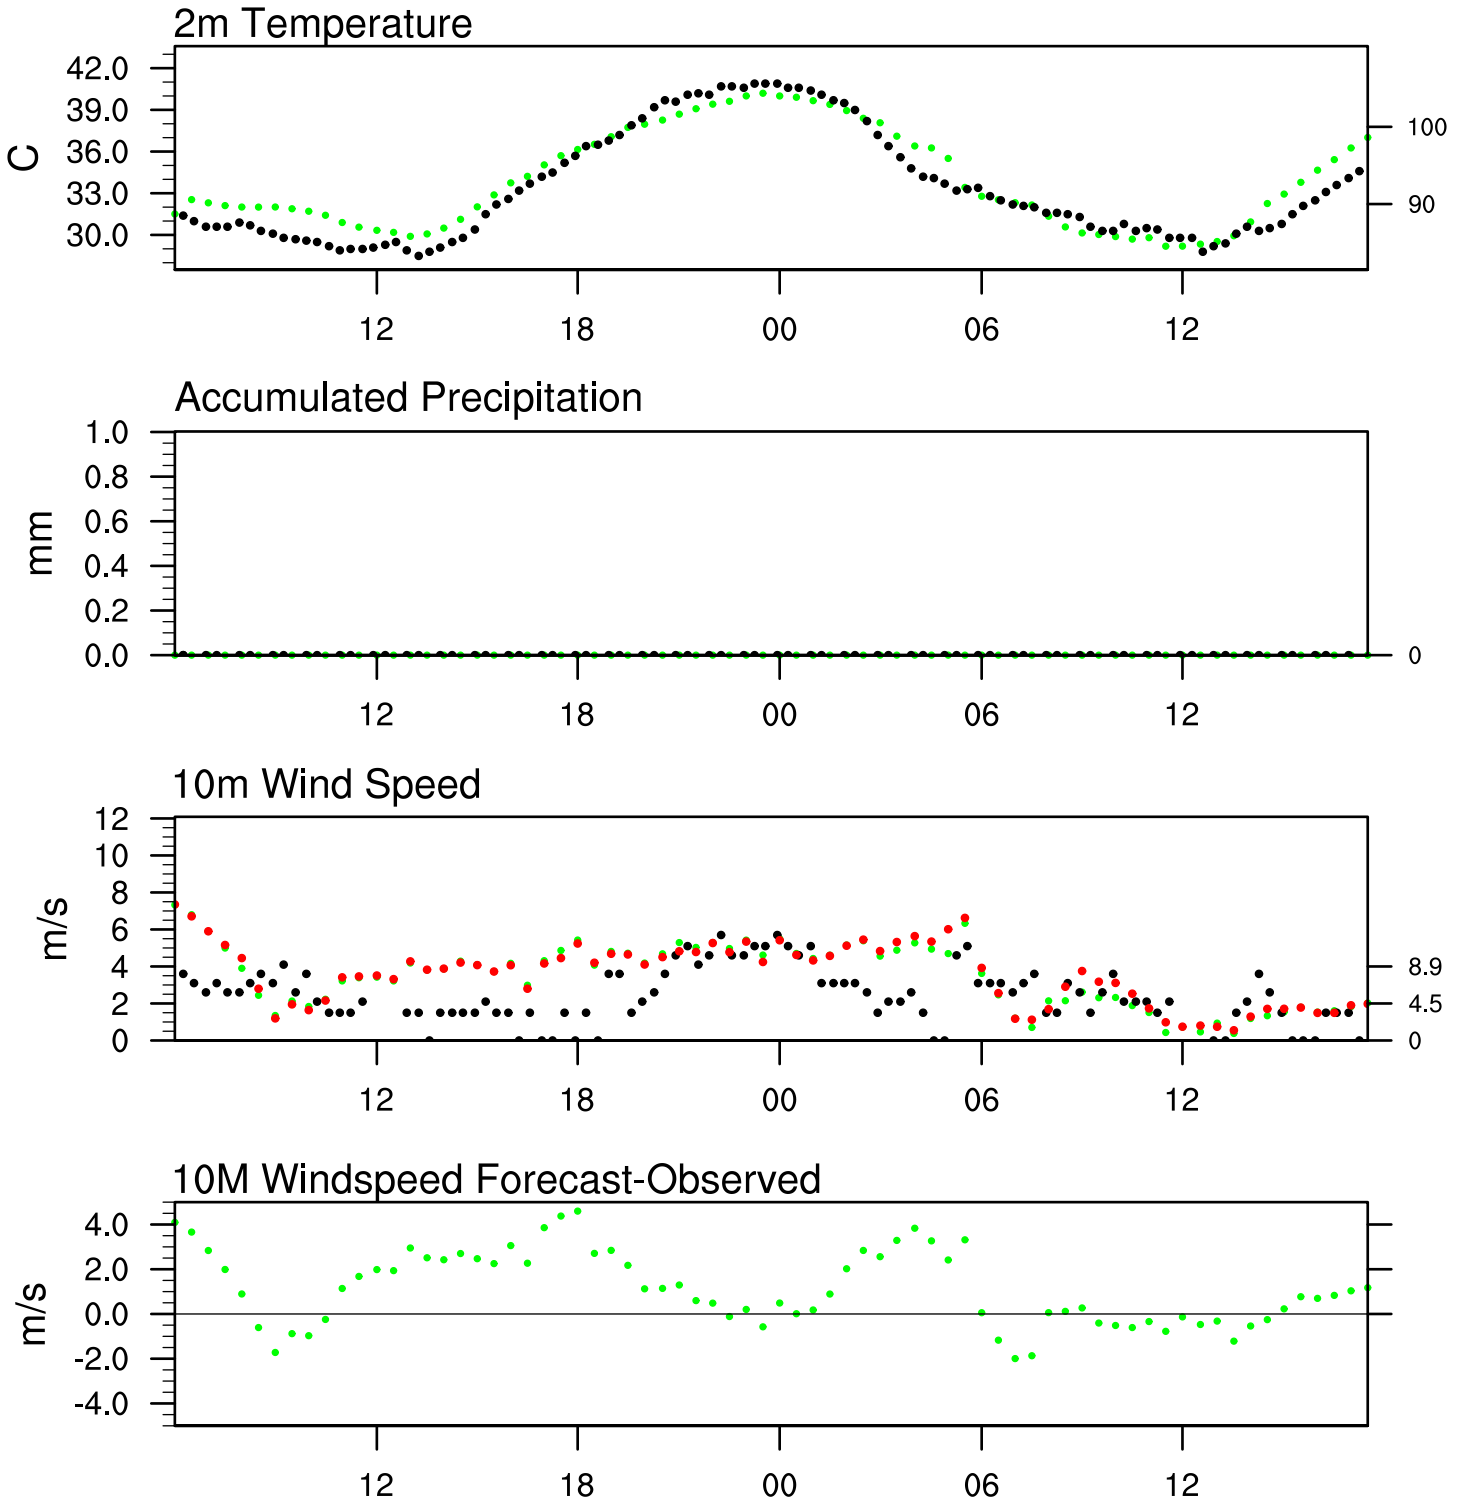 2m Temperature
42.0
39.0
36.0
33.0
30.0
C
100
90
12 18 00 06 12
Accumulated Precipitation
1.0
0.8
0.6
0.4
0.2
0.0
mm
0
12 18 00 06 12
10m Wind Speed
12
10
8
6
4
2
0
m/s
8.9
4.5
0
12 18 00 06 12
10M Windspeed Forecast-Observed
4.0
2.0
0.0
-2.0
-4.0
m/s
12 18 00 06 12